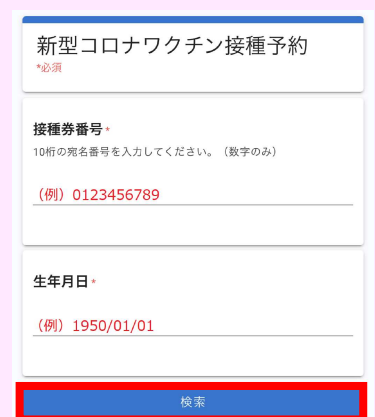 新型コロナワクチン接種予約
*必須
接種券番号*
10桁の宛名番号を入力してください。（数字のみ）
（例）0123456789
生年月日*
（例）1950/01/01
検索